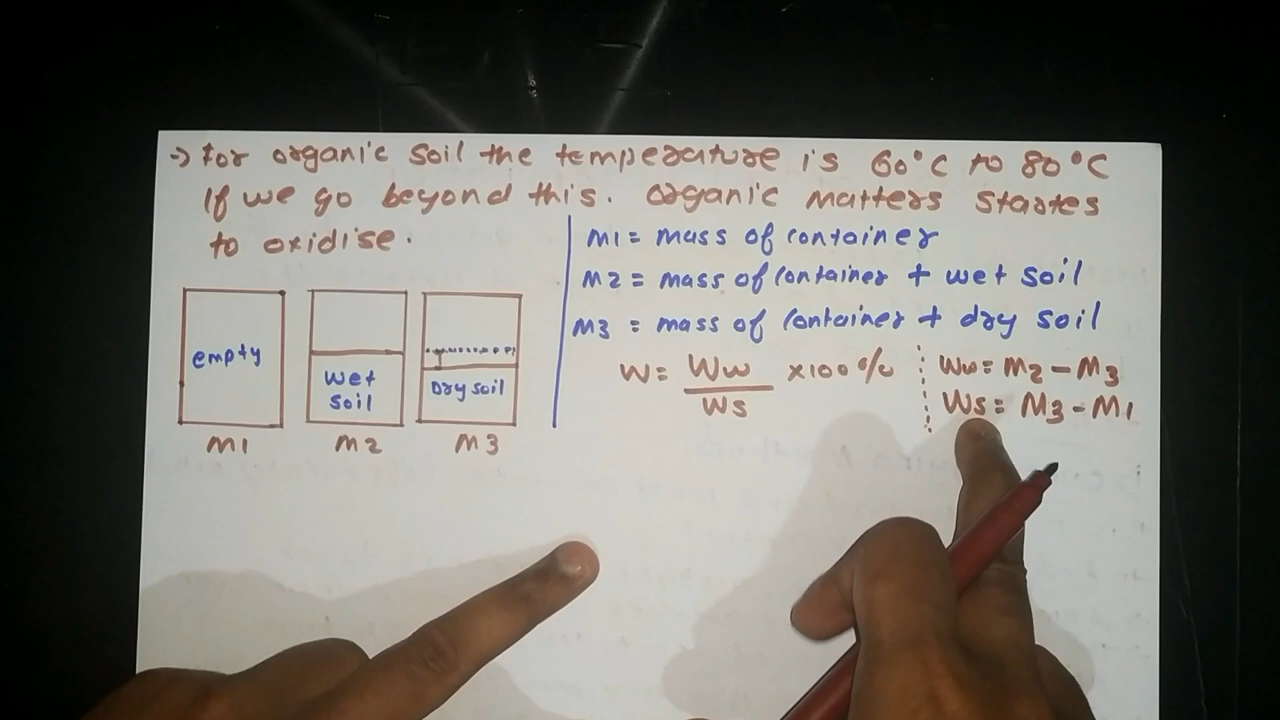 -> For organic soil the temperature is 60°C to 80°C
If we go beyond this. organic matters startes
to oxidise.
M1 = mass of container
M2 = mass of container + wet soil
M3 = mass of container + dry soil
W = Ww/Ws x100%
Ww = M2 - M3
Ws = M3 - M1
empty
wet
soil
Dry soil
M1 M2 M3